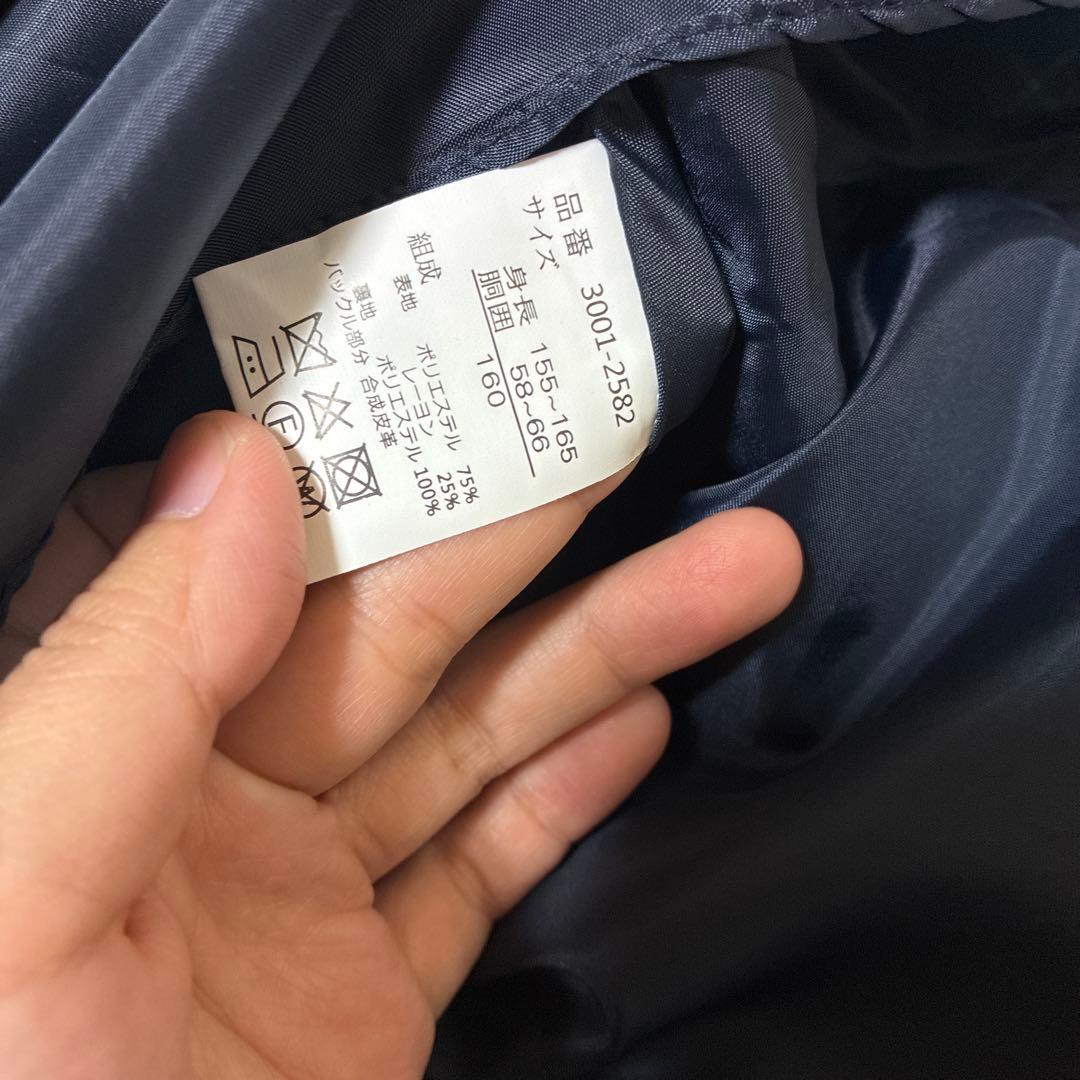 品番 3001-2582
サイズ
身長 155~165
胴囲 58~66
160
組成
表地 ポリエステル 75%
レーヨン 25%
裏地 ポリエステル 100%
バックル部分 合成皮革
F
W